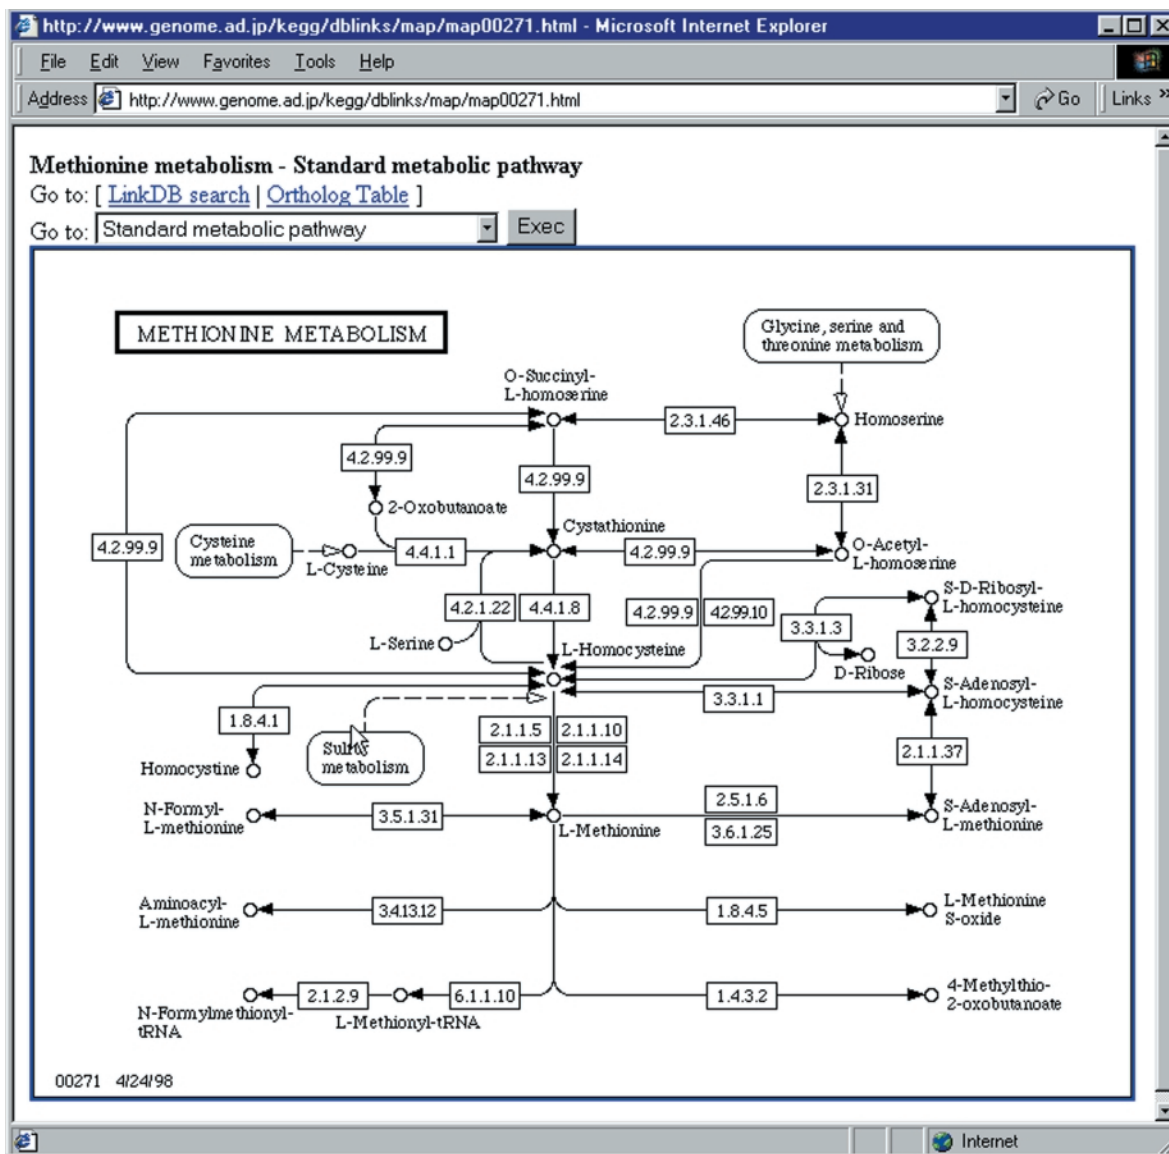 http://www.genome.ad.jp/kegg/dblinks/map/map00271.html - Microsoft Internet Explorer
File Edit View Favorites Tools Help
Address http://www.genome.ad.jp/kegg/dblinks/map/map00271.html Go Links »
Methionine metabolism - Standard metabolic pathway
Go to: [ LinkDB search | Ortholog Table ]
Go to: Standard metabolic pathway Exec
METHIONINE METABOLISM
Glycine, serine and
threonine metabolism
O-Succinyl-
L-homoserine
2.3.1.46
Homoserine
4.2.99.9
4.2.99.9
2.3.1.31
2-Oxobutanoate
Cystathionine
4.2.99.9
Cysteine
metabolism
L-Cysteine
4.4.1.1
4.2.99.9
O-Acetyl-
L-homoserine
S-D-Ribosyl-
L-homocysteine
4.2.1.22
4.4.1.8
4.2.99.9
42.99.10
3.3.1.3
3.2.2.9
L-Serine
L-Homocysteine
D-Ribose
3.3.1.1
S-Adenosyl-
L-homocysteine
1.8.4.1
2.1.1.5
2.1.1.10
2.1.1.13
2.1.1.14
2.1.1.37
Homocystine
metabolism
N-Formyl-
L-methionine
3.5.1.31
L-Methionine
2.5.1.6
3.6.1.25
S-Adenosyl-
L-methionine
Aminoacyl-
L-methionine
3.4.13.12
1.8.4.5
L-Methionine
S-oxide
N-Formylmethionyl-
tRNA
2.1.2.9
L-Methionyl-tRNA
6.1.1.10
1.4.3.2
4-Methylthio-
2-oxobutanoate
00271 4/24/98
Internet